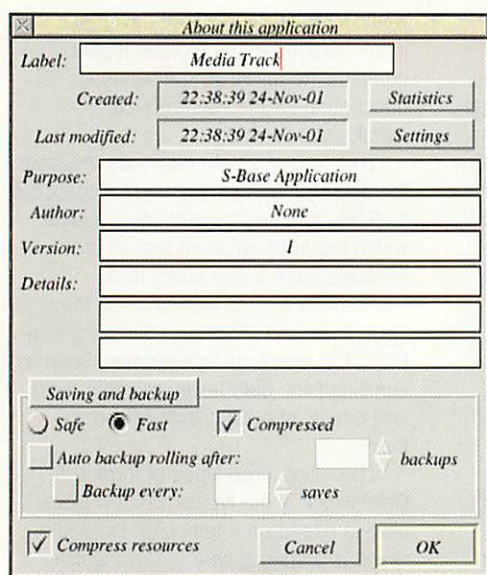 About this application
Label: Media Track
Created: 22:38:39 24-Nov-01 Statistics
Last modified: 22:38:39 24-Nov-01 Settings
Purpose: S-Base Application
Author: None
Version: 1
Details:
Saving and backup
Safe Fast Compressed
Auto backup rolling after: backups
Backup every: saves
Compress resources Cancel OK